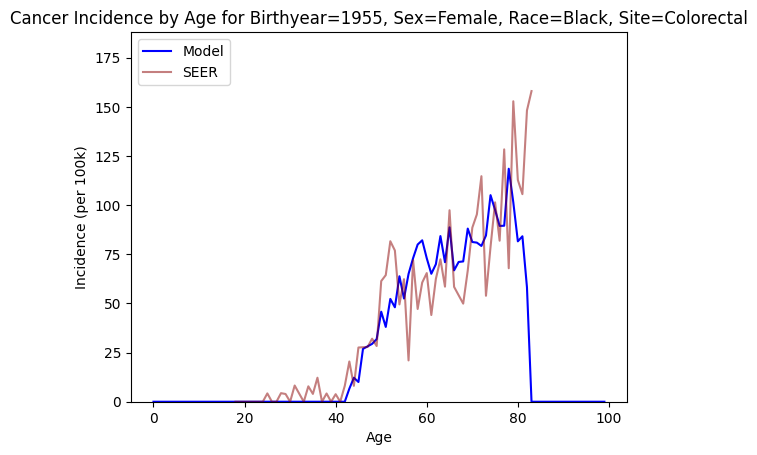 Cancer Incidence by Age for Birthyear=1955, Sex=Female, Race=Black, Site=Colorectal
Model
SEER
175
150
125
100
75
50
25
0
Incidence (per 100k)
0 20 40 60 80 100
Age